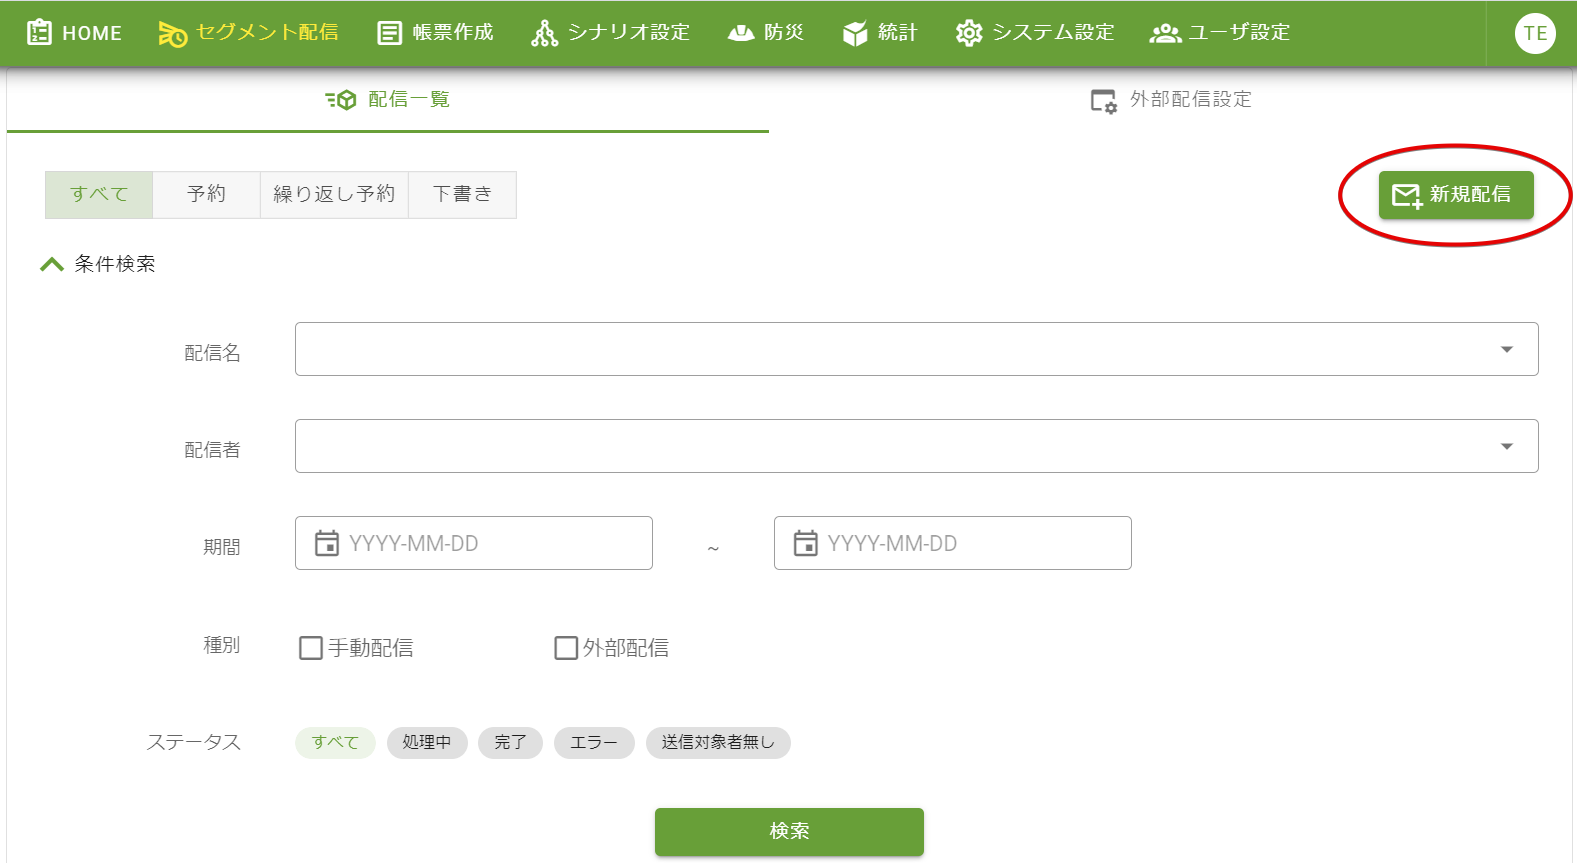 HOME セグメント配信 帳票作成 シナリオ設定 防災 統計 システム設定 ユーザ設定 TE
配信一覧 外部配信設定
すべて 予約 繰り返し予約 下書き 新規配信
条件検索
配信名
配信者
期間 YYYY-MM-DD ~ YYYY-MM-DD
種別 手動配信 外部配信
ステータス すべて 処理中 完了 エラー 送信対象者無し
検索